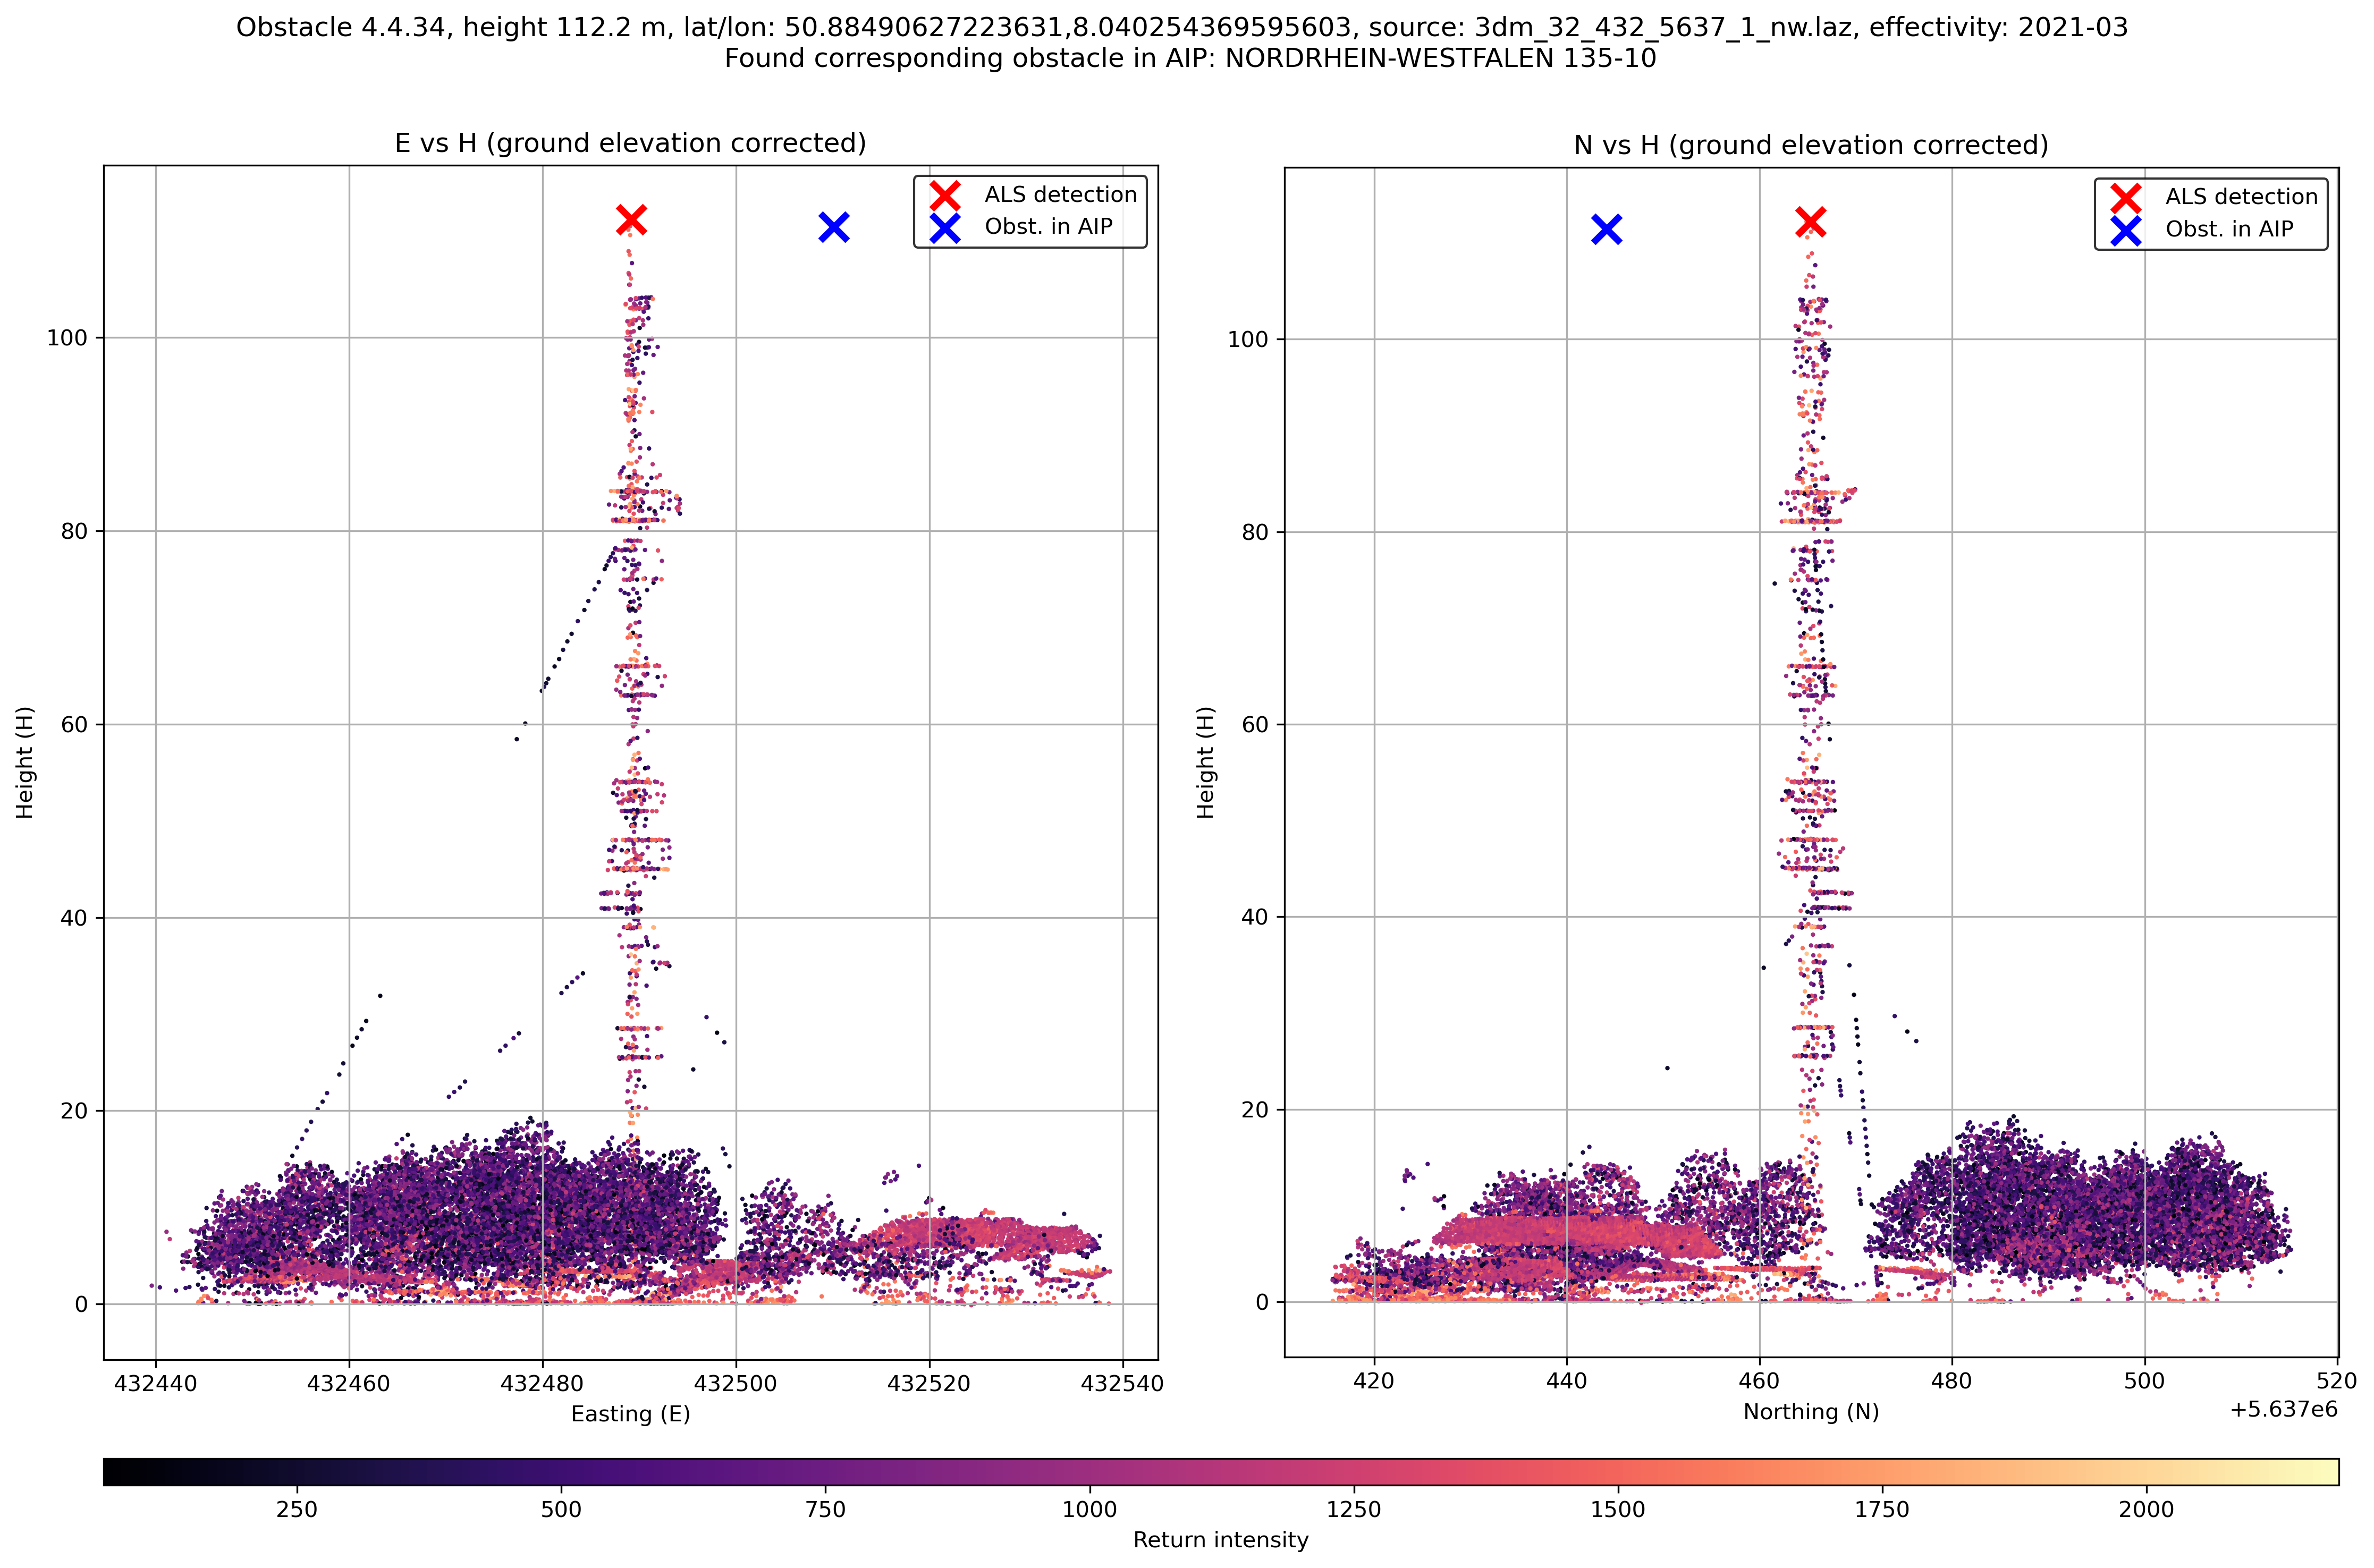 Obstacle 4.4.34, height 112.2 m, lat/lon: 50.88490627223631,8.040254369595603, source: 3dm_32_432_5637_1_nw.laz, effectivity: 2021-03
Found corresponding obstacle in AIP: NORDRHEIN-WESTFALEN 135-10
E vs H (ground elevation corrected)
ALS detection
Obst. in AIP
100
80
60
40
20
0
Height (H)
432440 432460 432480 432500 432520 432540
Easting (E)
N vs H (ground elevation corrected)
ALS detection
Obst. in AIP
100
80
60
40
20
0
Height (H)
420 440 460 480 500 520
+5.637e6
Northing (N)
250 500 750 1000 1250 1500 1750 2000
Return intensity